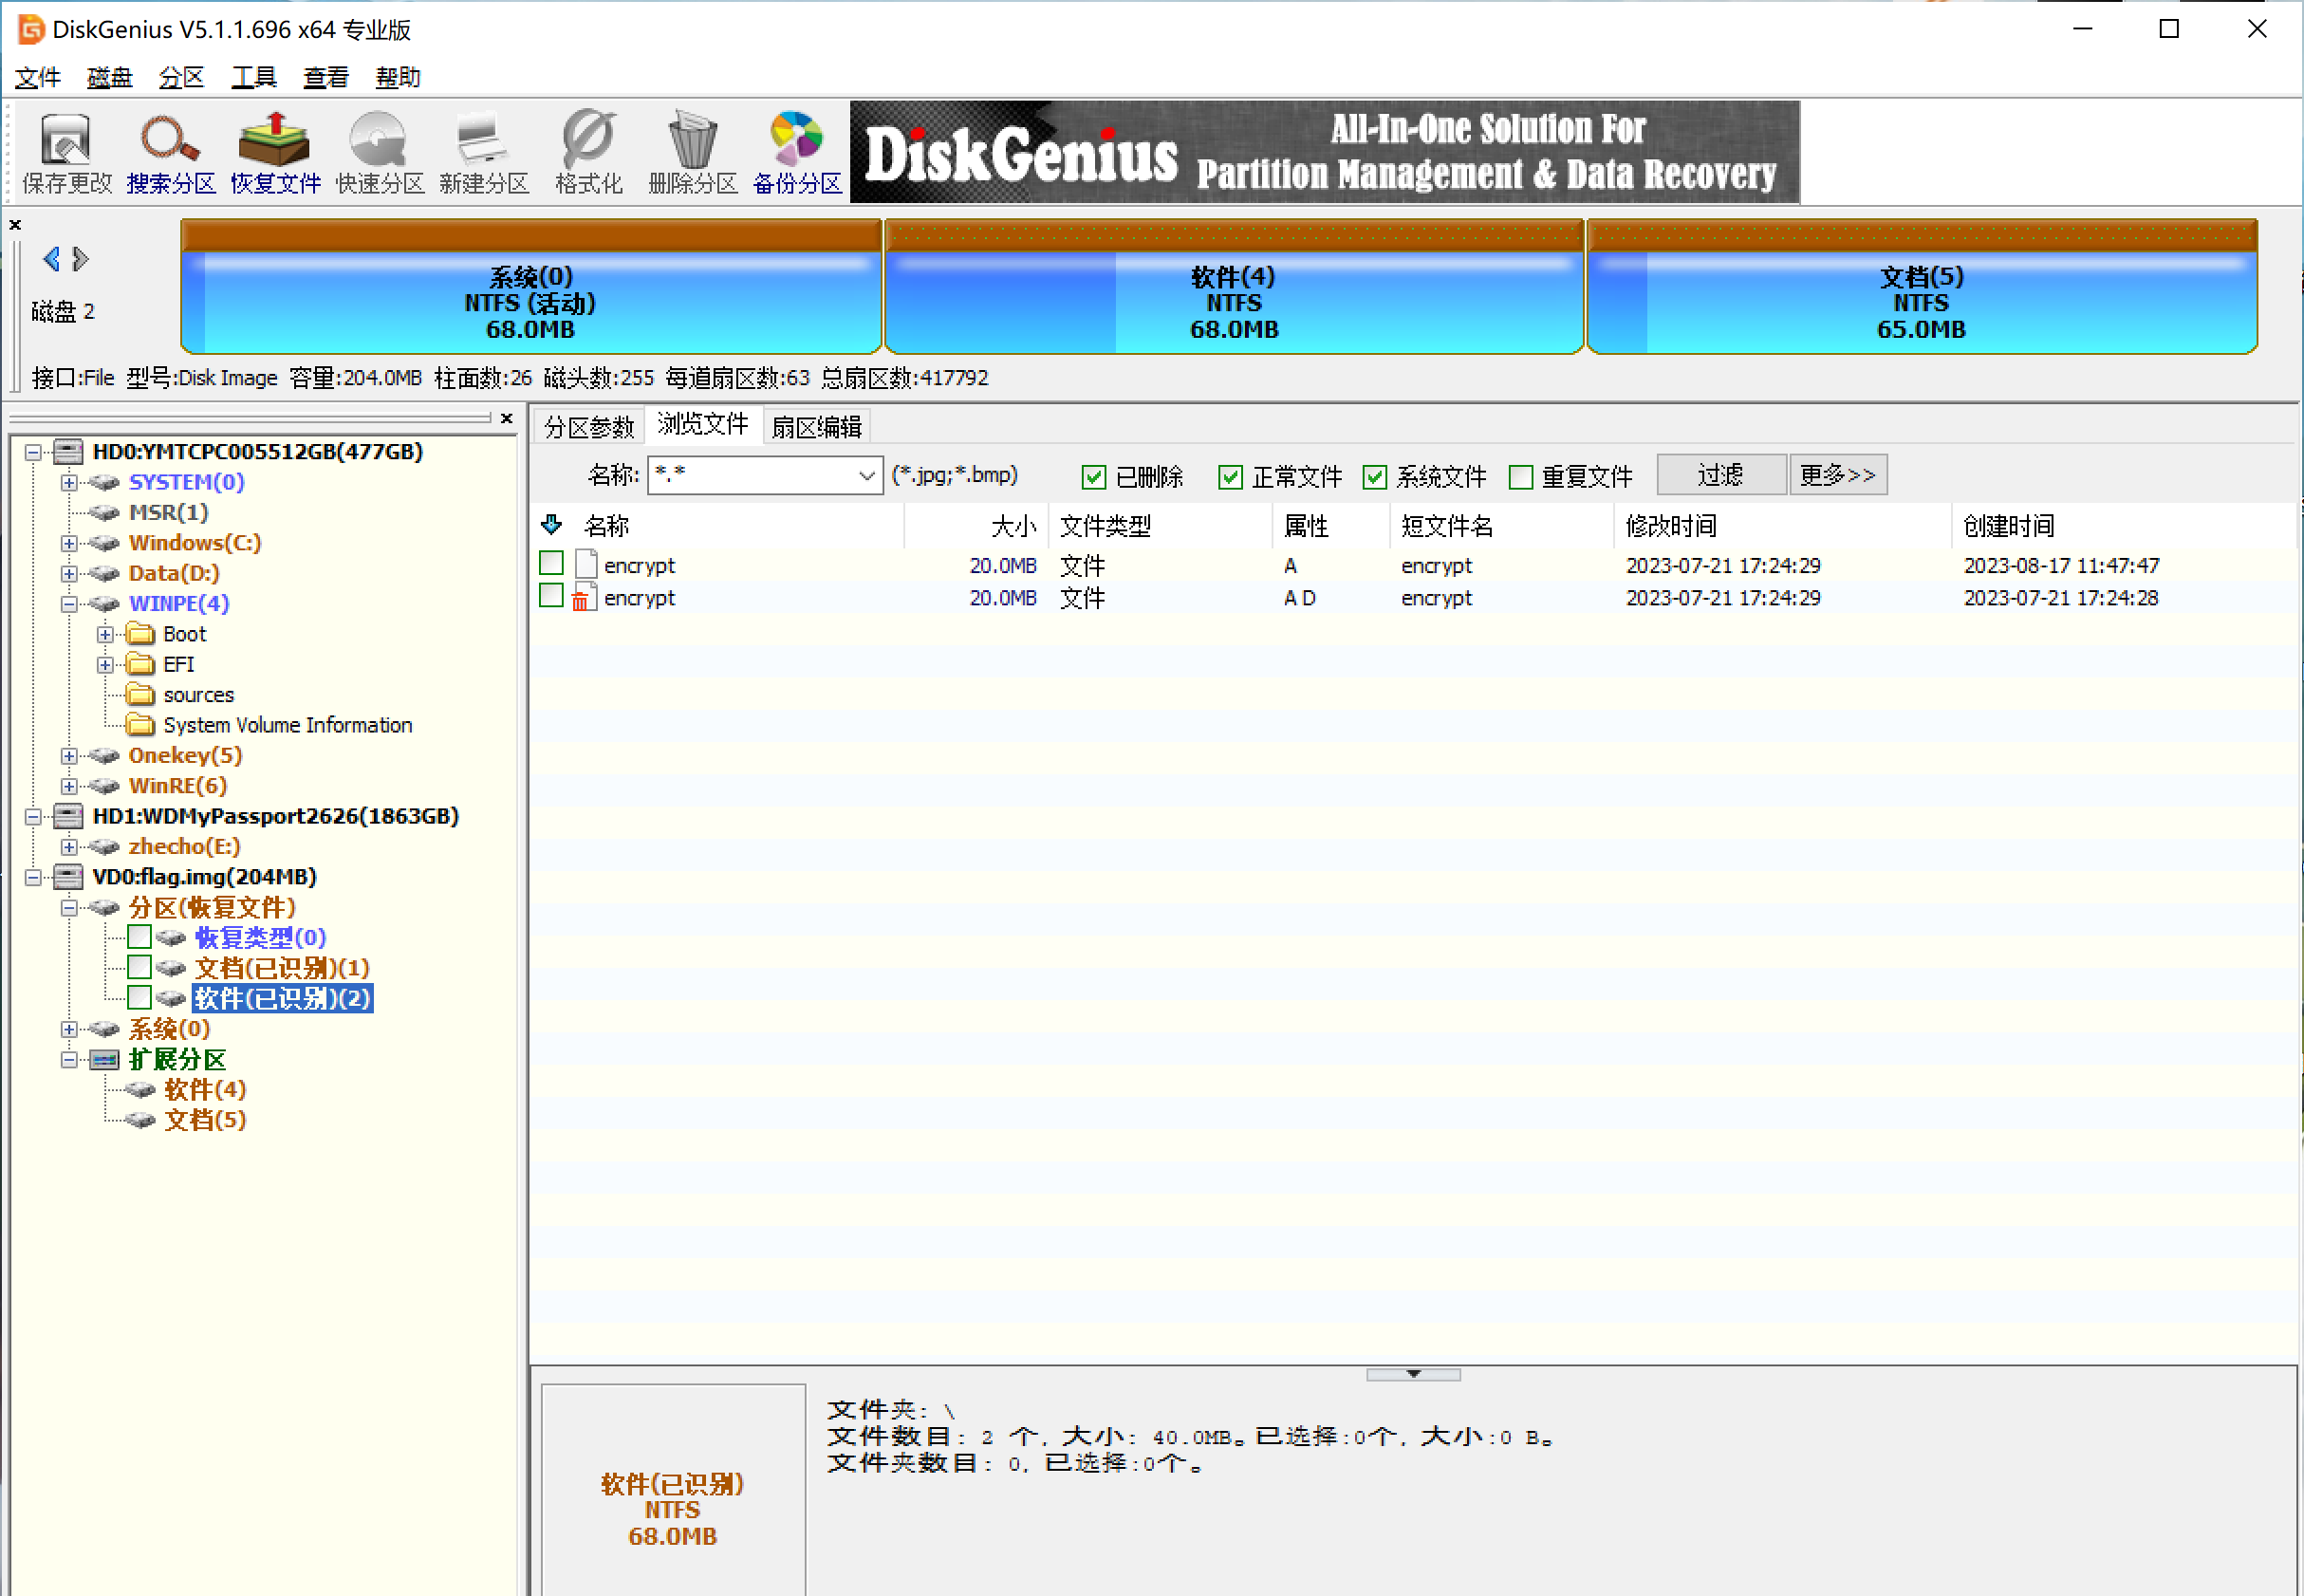 DiskGenius V5.1.1.696 x64 专业版
文件 磁盘 分区 工具 查看 帮助
保存更改 搜索分区 恢复文件 快速分区 新建分区 格式化 删除分区 备份分区
DiskGenius
All-In-One Solution For
Partition Management & Data Recovery
磁盘 2
系统(0)
NTFS (活动)
68.0MB
软件(4)
NTFS
68.0MB
文档(5)
NTFS
65.0MB
接口:File 型号:Disk Image 容量:204.0MB 柱面数:26 磁头数:255 每道扇区数:63 总扇区数:417792
HD0:YMTCPC005512GB(477GB)
SYSTEM(0)
MSR(1)
Windows(C:)
Data(D:)
WINPE(4)
Boot
EFI
sources
System Volume Information
Onekey(5)
WinRE(6)
HD1:WDMyPassport2626(1863GB)
zhecho(E:)
VD0:flag.img(204MB)
分区(恢复文件)
恢复类型(0)
文档(已识别)(1)
软件(已识别)(2)
系统(0)
扩展分区
软件(4)
文档(5)
分区参数 浏览文件 扇区编辑
名称: *.* (*.jpg;*.bmp) 已删除 正常文件 系统文件 重复文件 过滤 更多>>
名称 大小 文件类型 属性 短文件名 修改时间 创建时间
encrypt 20.0MB 文件 A encrypt 2023-07-21 17:24:29 2023-08-17 11:47:47
encrypt 20.0MB 文件 A D encrypt 2023-07-21 17:24:29 2023-07-21 17:24:28
软件(已识别)
NTFS
68.0MB
文件夹: \
文件数目: 2 个, 大小: 40.0MB。已选择:0个, 大小:0 B。
文件夹数目: 0, 已选择:0个。